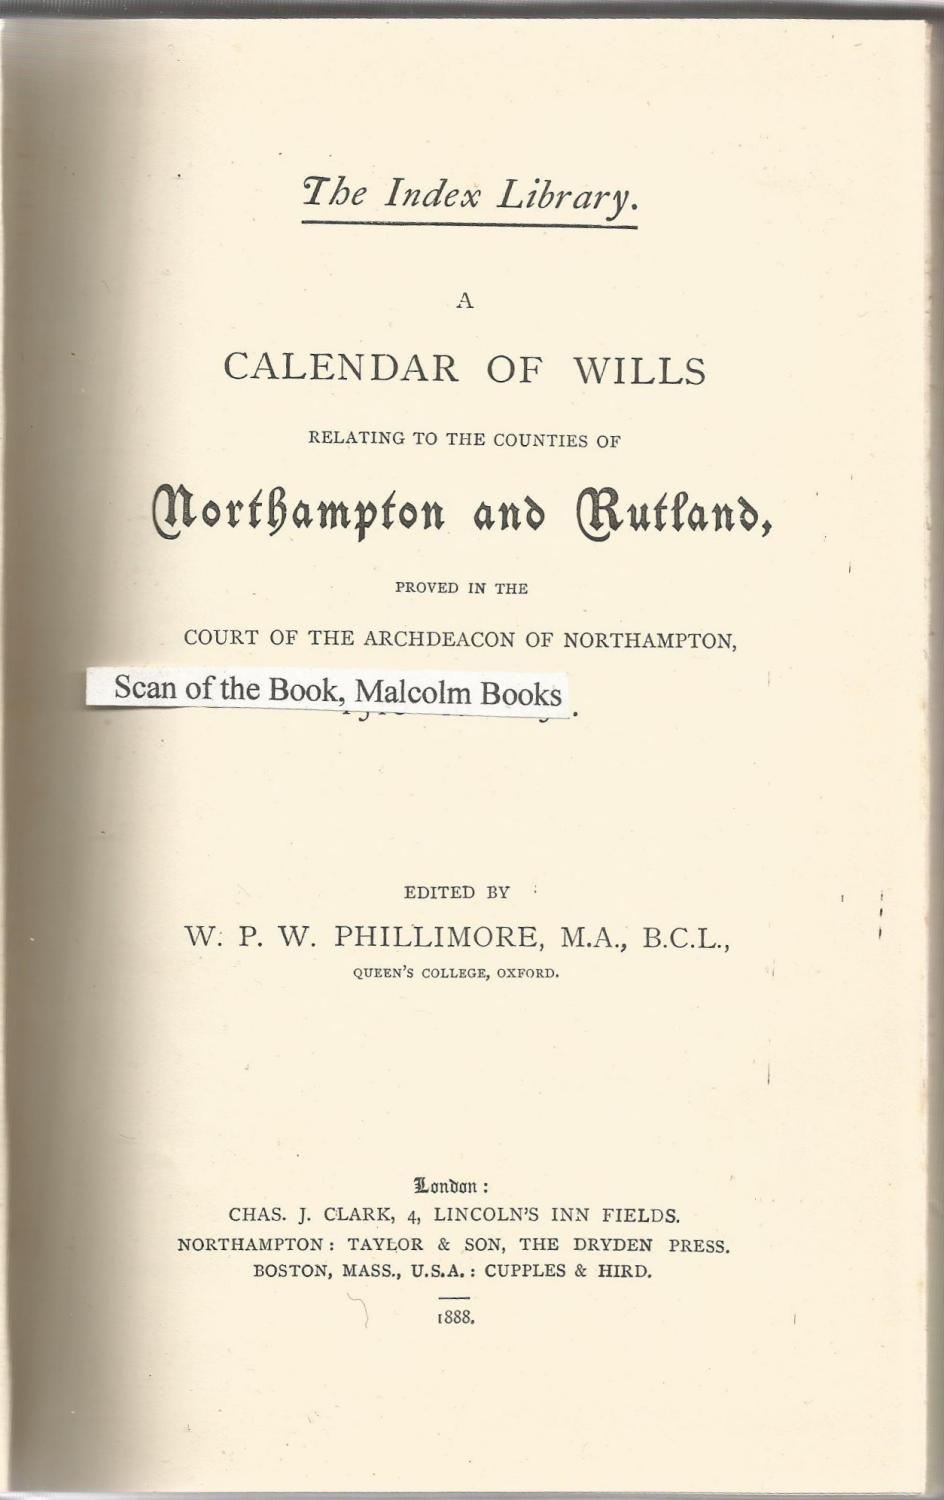 The Index Library.
A
CALENDAR OF WILLS
RELATING TO THE COUNTIES OF
Northampton and Rutland,
PROVED IN THE
COURT OF THE ARCHDEACON OF NORTHAMPTON,
Scan of the Book, Malcolm Books
EDITED BY
W. P. W. PHILLIMORE, M.A., B.C.L.,
QUEEN'S COLLEGE, OXFORD.
London:
CHAS. J. CLARK, 4, LINCOLN'S INN FIELDS.
NORTHAMPTON: TAYLOR & SON, THE DRYDEN PRESS.
BOSTON, MASS., U.S.A.: CUPPLES & HIRD.
1888.